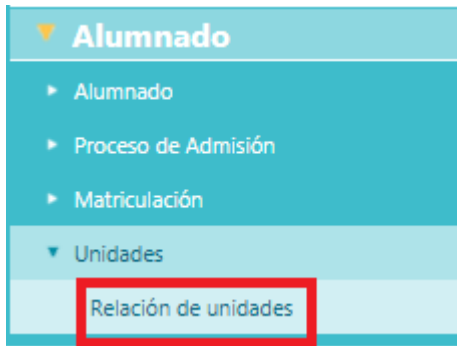 Alumnado
Alumnado
Proceso de Admisión
Matriculación
Unidades
Relación de unidades